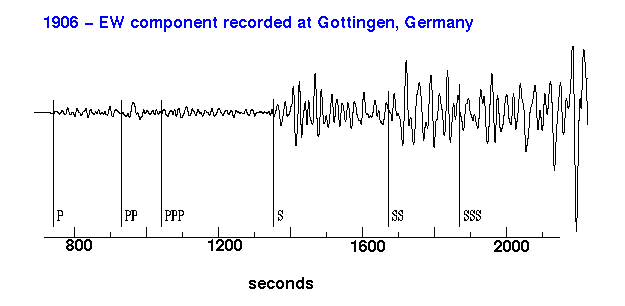 1906 – EW component recorded at Gottingen, Germany
P PP PPP S SS SSS
800 1200 1600 2000
seconds